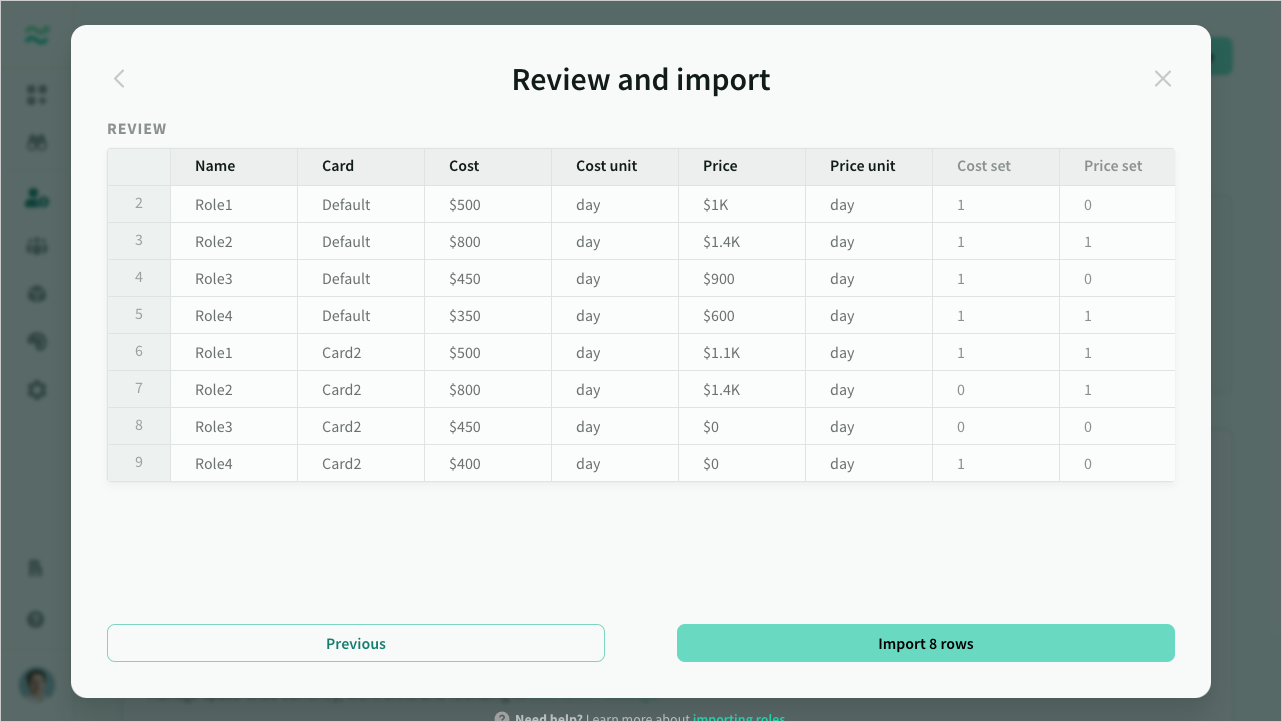 Review and import
REVIEW
Name Card Cost Cost unit Price Price unit Cost set Price set
2 Role1 Default $500 day $1K day 1 0
3 Role2 Default $800 day $1.4K day 1 1
4 Role3 Default $450 day $900 day 1 0
5 Role4 Default $350 day $600 day 1 1
6 Role1 Card2 $500 day $1.1K day 1 1
7 Role2 Card2 $800 day $1.4K day 0 1
8 Role3 Card2 $450 day $0 day 0 0
9 Role4 Card2 $400 day $0 day 1 0
Previous Import 8 rows
? Need help? Learn more about importing roles